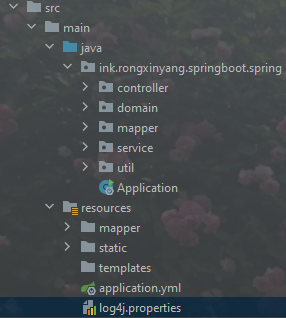 src
main
java
ink.rongxinyang.springboot.spring
controller
domain
mapper
service
util
Application
resources
mapper
static
templates
application.yml
log4j.properties